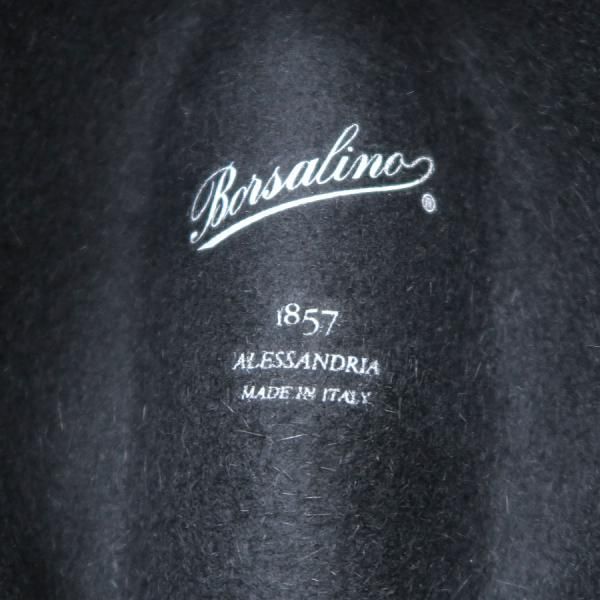 Borsalino
®
1857
ALESSANDRIA
MADE IN ITALY